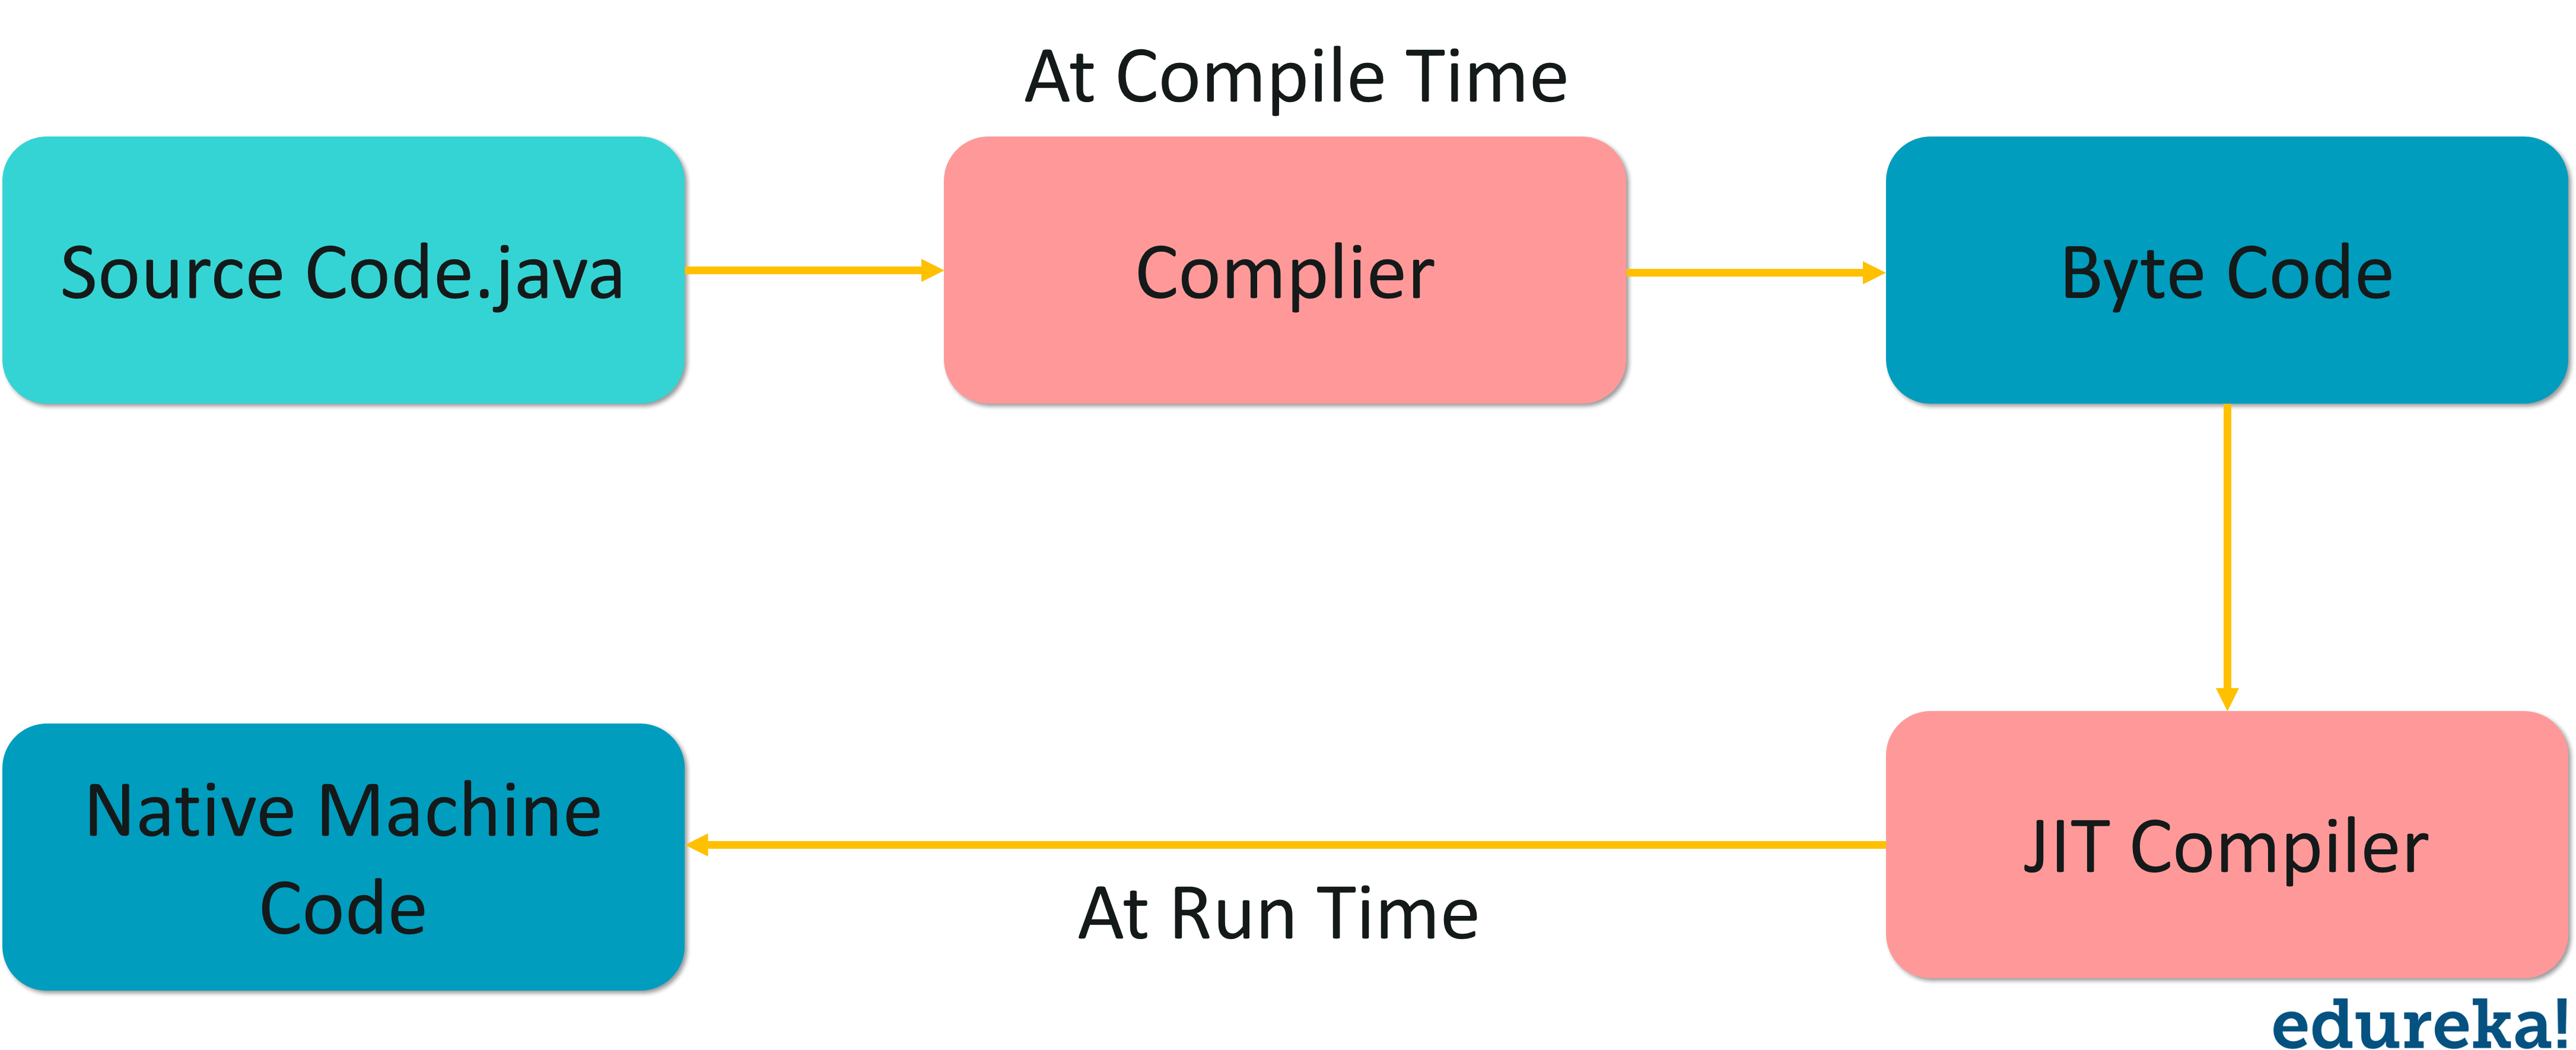 At Compile Time
Source Code.java
Complier
Byte Code
Native Machine
Code
JIT Compiler
At Run Time
edureka!